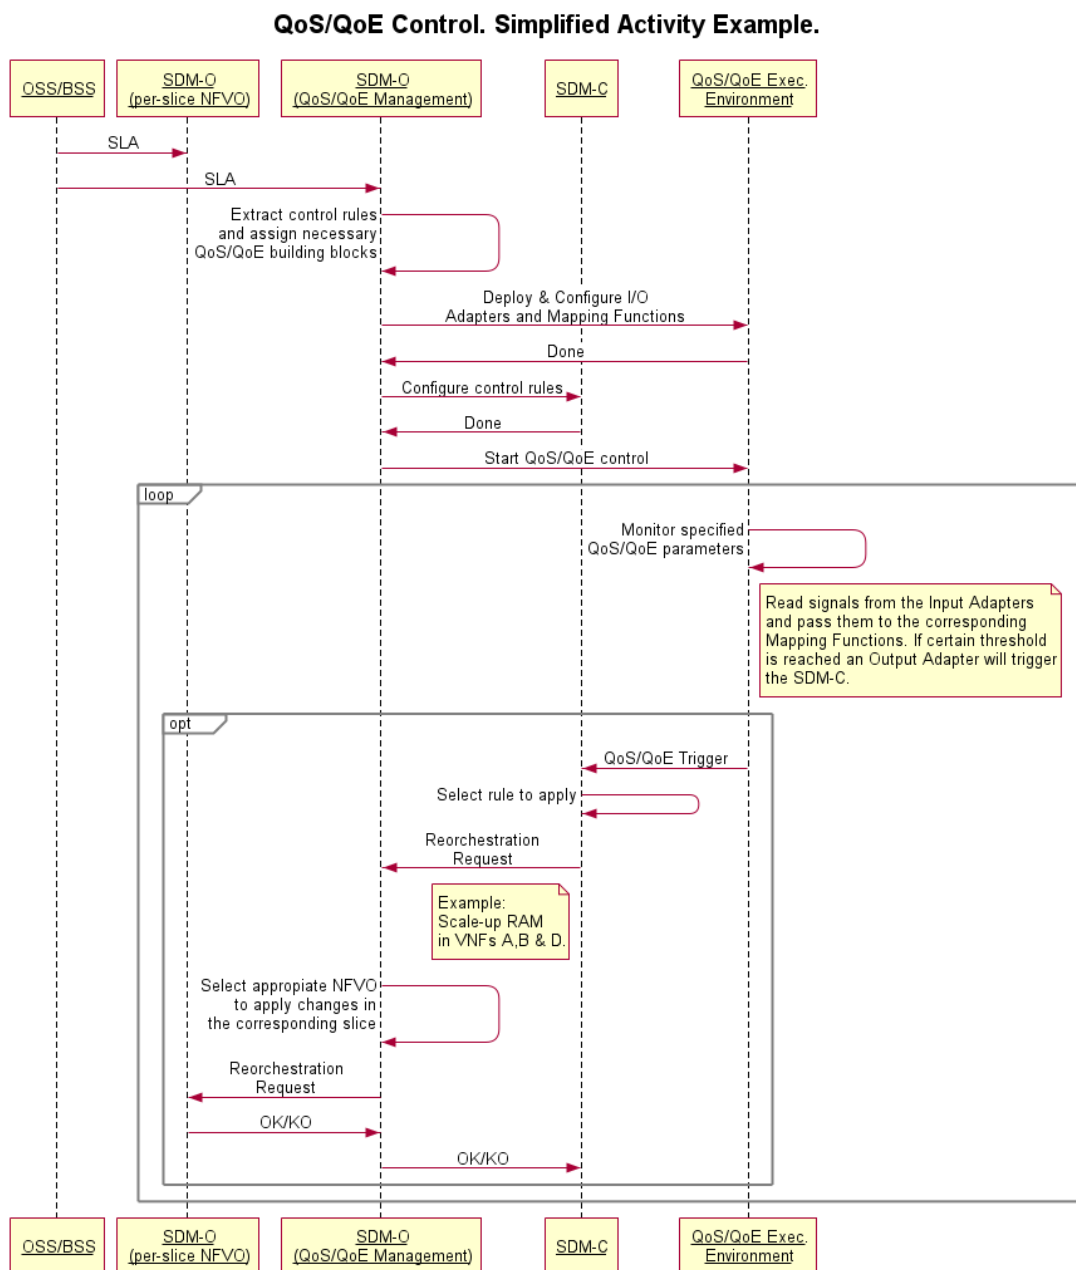 QoS/QoE Control. Simplified Activity Example.
OSS/BSS
SDM-O
(per-slice NFVO)
SDM-O
(QoS/QoE Management)
SDM-C
QoS/QoE Exec.
Environment
SLA
SLA
Extract control rules
and assign necessary
QoS/QoE building blocks
Deploy & Configure I/O
Adapters and Mapping Functions
Done
Configure control rules
Done
Start QoS/QoE control
loop
Monitor specified
QoS/QoE parameters
Read signals from the Input Adapters
and pass them to the corresponding
Mapping Functions. If certain threshold
is reached an Output Adapter will trigger
the SDM-C.
opt
QoS/QoE Trigger
Select rule to apply
Reorchestration
Request
Example:
Scale-up RAM
in VNFs A,B & D.
Select appropiate NFVO
to apply changes in
the corresponding slice
Reorchestration
Request
OK/KO
OK/KO
OSS/BSS
SDM-O
(per-slice NFVO)
SDM-O
(QoS/QoE Management)
SDM-C
QoS/QoE Exec.
Environment